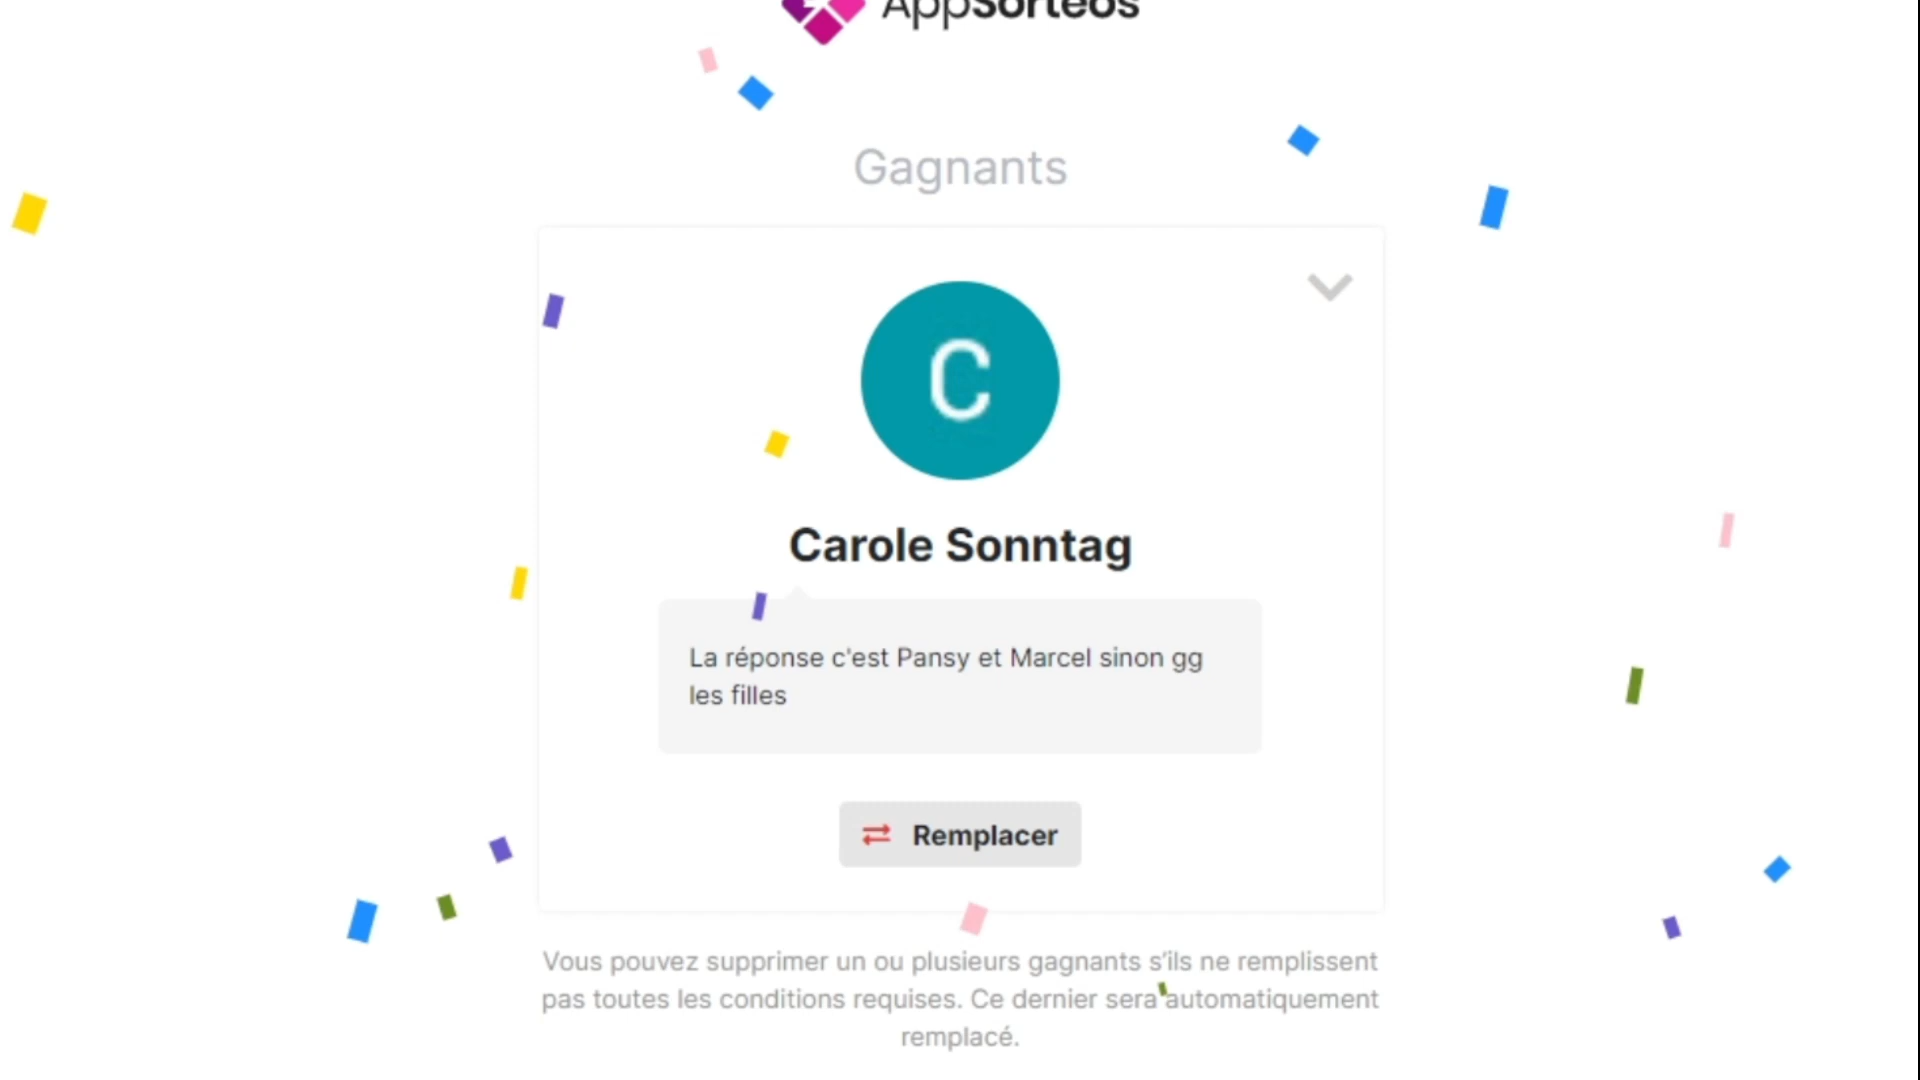 AppSorteos
Gagnants
C
Carole Sonntag
La réponse c'est Pansy et Marcel sinon gg
les filles
Remplacer
Vous pouvez supprimer un ou plusieurs gagnants s'ils ne remplissent
pas toutes les conditions requises. Ce dernier sera automatiquement
remplacé.